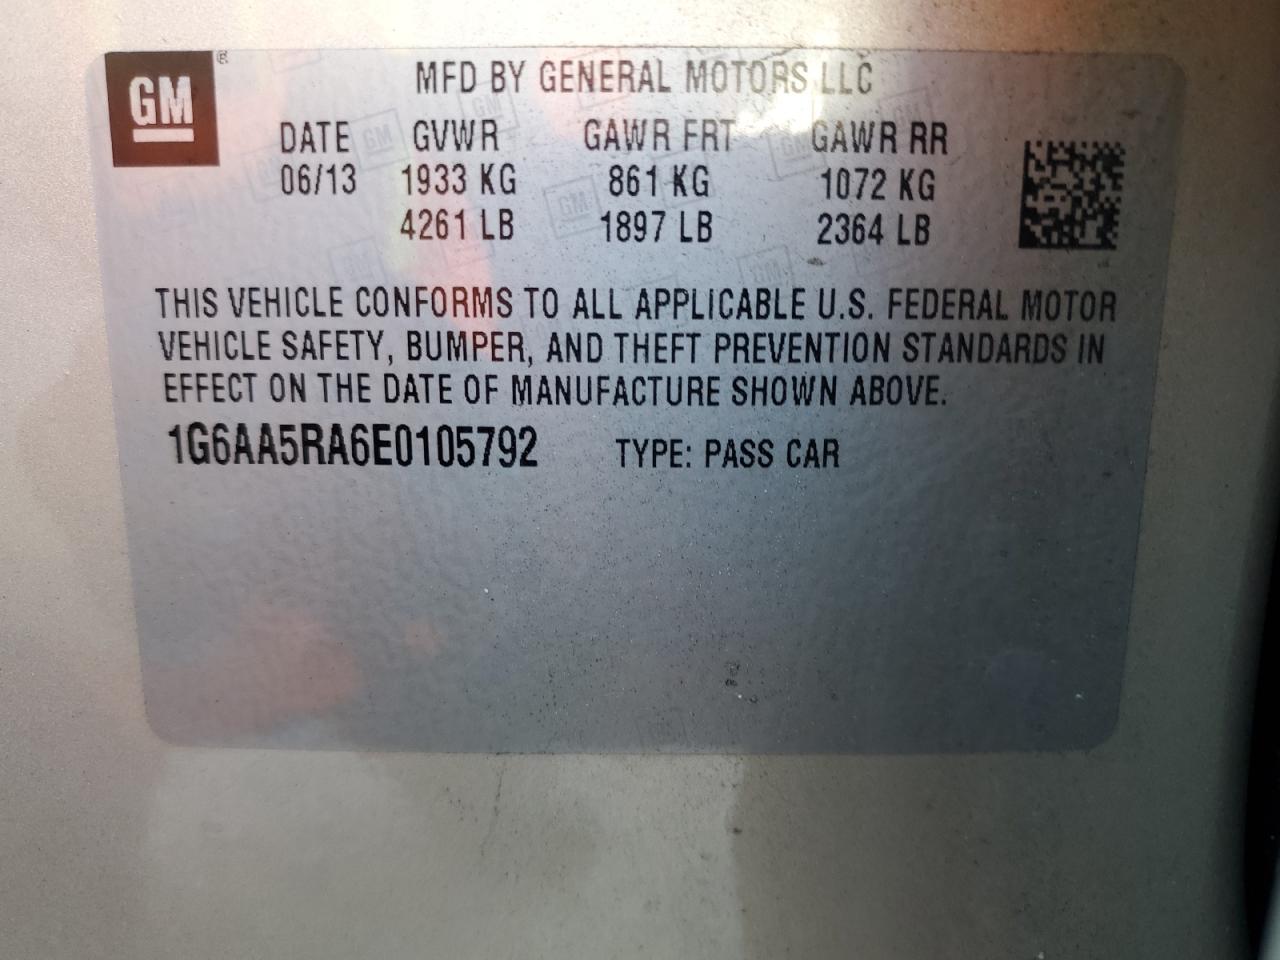 GM ®
MFD BY GENERAL MOTORS LLC
DATE GVWR GAWR FRT GAWR RR
06/13 1933 KG 861 KG 1072 KG
4261 LB 1897 LB 2364 LB
THIS VEHICLE CONFORMS TO ALL APPLICABLE U.S. FEDERAL MOTOR
VEHICLE SAFETY, BUMPER, AND THEFT PREVENTION STANDARDS IN
EFFECT ON THE DATE OF MANUFACTURE SHOWN ABOVE.
1G6AA5RA6E0105792 TYPE: PASS CAR